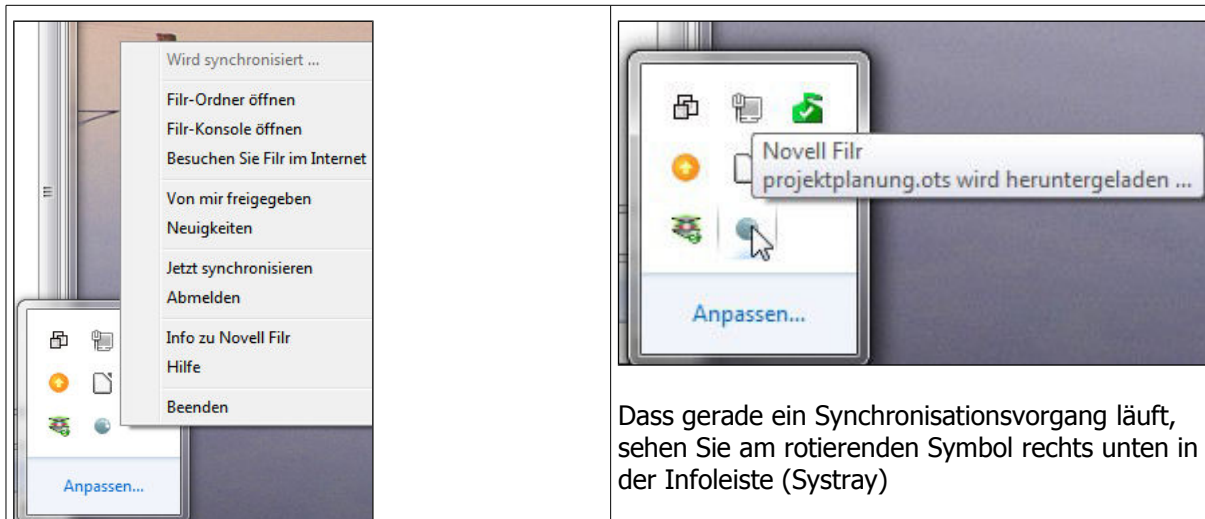 Wird synchronisiert ...
Filr-Ordner öffnen
Filr-Konsole öffnen
Besuchen Sie Filr im Internet
Von mir freigegeben
Neuigkeiten
Jetzt synchronisieren
Abmelden
Info zu Novell Filr
Hilfe
Beenden
Anpassen...
Novell Filr
projektplanung.ots wird heruntergeladen ...
Anpassen...
Dass gerade ein Synchronisationsvorgang läuft,
sehen Sie am rotierenden Symbol rechts unten in
der Infoleiste (Systray)